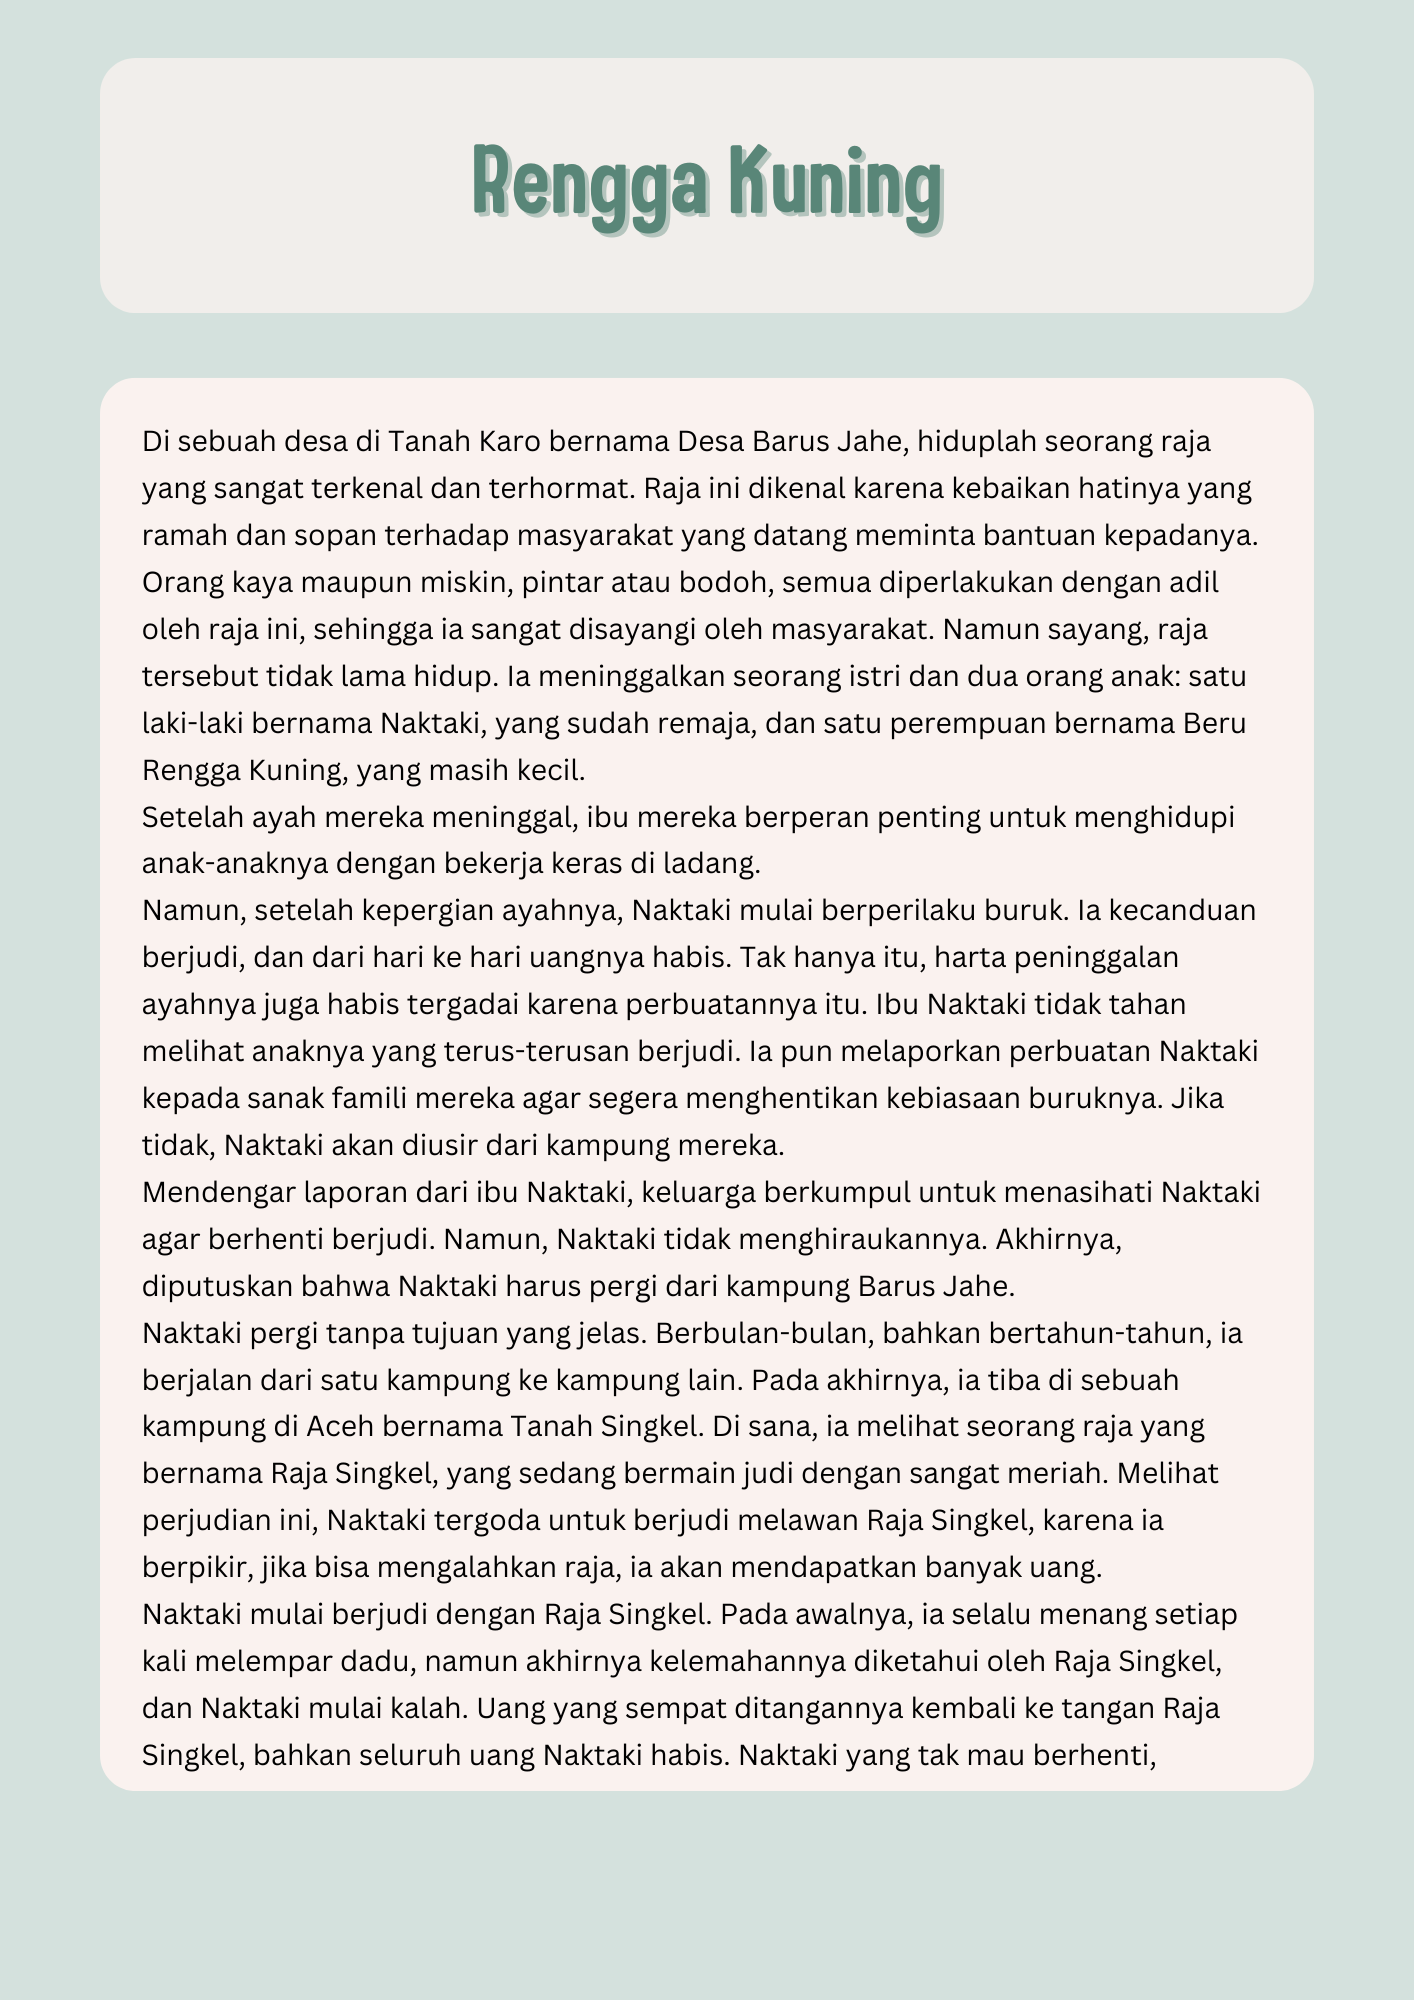 Rengga Kuning
Di sebuah desa di Tanah Karo bernama Desa Barus Jahe, hiduplah seorang raja
yang sangat terkenal dan terhormat. Raja ini dikenal karena kebaikan hatinya yang
ramah dan sopan terhadap masyarakat yang datang meminta bantuan kepadanya.
Orang kaya maupun miskin, pintar atau bodoh, semua diperlakukan dengan adil
oleh raja ini, sehingga ia sangat disayangi oleh masyarakat. Namun sayang, raja
tersebut tidak lama hidup. Ia meninggalkan seorang istri dan dua orang anak: satu
laki-laki bernama Naktaki, yang sudah remaja, dan satu perempuan bernama Beru
Rengga Kuning, yang masih kecil.
Setelah ayah mereka meninggal, ibu mereka berperan penting untuk menghidupi
anak-anaknya dengan bekerja keras di ladang.
Namun, setelah kepergian ayahnya, Naktaki mulai berperilaku buruk. Ia kecanduan
berjudi, dan dari hari ke hari uangnya habis. Tak hanya itu, harta peninggalan
ayahnya juga habis tergadai karena perbuatannya itu. Ibu Naktaki tidak tahan
melihat anaknya yang terus-terusan berjudi. Ia pun melaporkan perbuatan Naktaki
kepada sanak famili mereka agar segera menghentikan kebiasaan buruknya. Jika
tidak, Naktaki akan diusir dari kampung mereka.
Mendengar laporan dari ibu Naktaki, keluarga berkumpul untuk menasihati Naktaki
agar berhenti berjudi. Namun, Naktaki tidak menghiraukannya. Akhirnya,
diputuskan bahwa Naktaki harus pergi dari kampung Barus Jahe.
Naktaki pergi tanpa tujuan yang jelas. Berbulan-bulan, bahkan bertahun-tahun, ia
berjalan dari satu kampung ke kampung lain. Pada akhirnya, ia tiba di sebuah
kampung di Aceh bernama Tanah Singkel. Di sana, ia melihat seorang raja yang
bernama Raja Singkel, yang sedang bermain judi dengan sangat meriah. Melihat
perjudian ini, Naktaki tergoda untuk berjudi melawan Raja Singkel, karena ia
berpikir, jika bisa mengalahkan raja, ia akan mendapatkan banyak uang.
Naktaki mulai berjudi dengan Raja Singkel. Pada awalnya, ia selalu menang setiap
kali melempar dadu, namun akhirnya kelemahannya diketahui oleh Raja Singkel,
dan Naktaki mulai kalah. Uang yang sempat ditangannya kembali ke tangan Raja
Singkel, bahkan seluruh uang Naktaki habis. Naktaki yang tak mau berhenti,